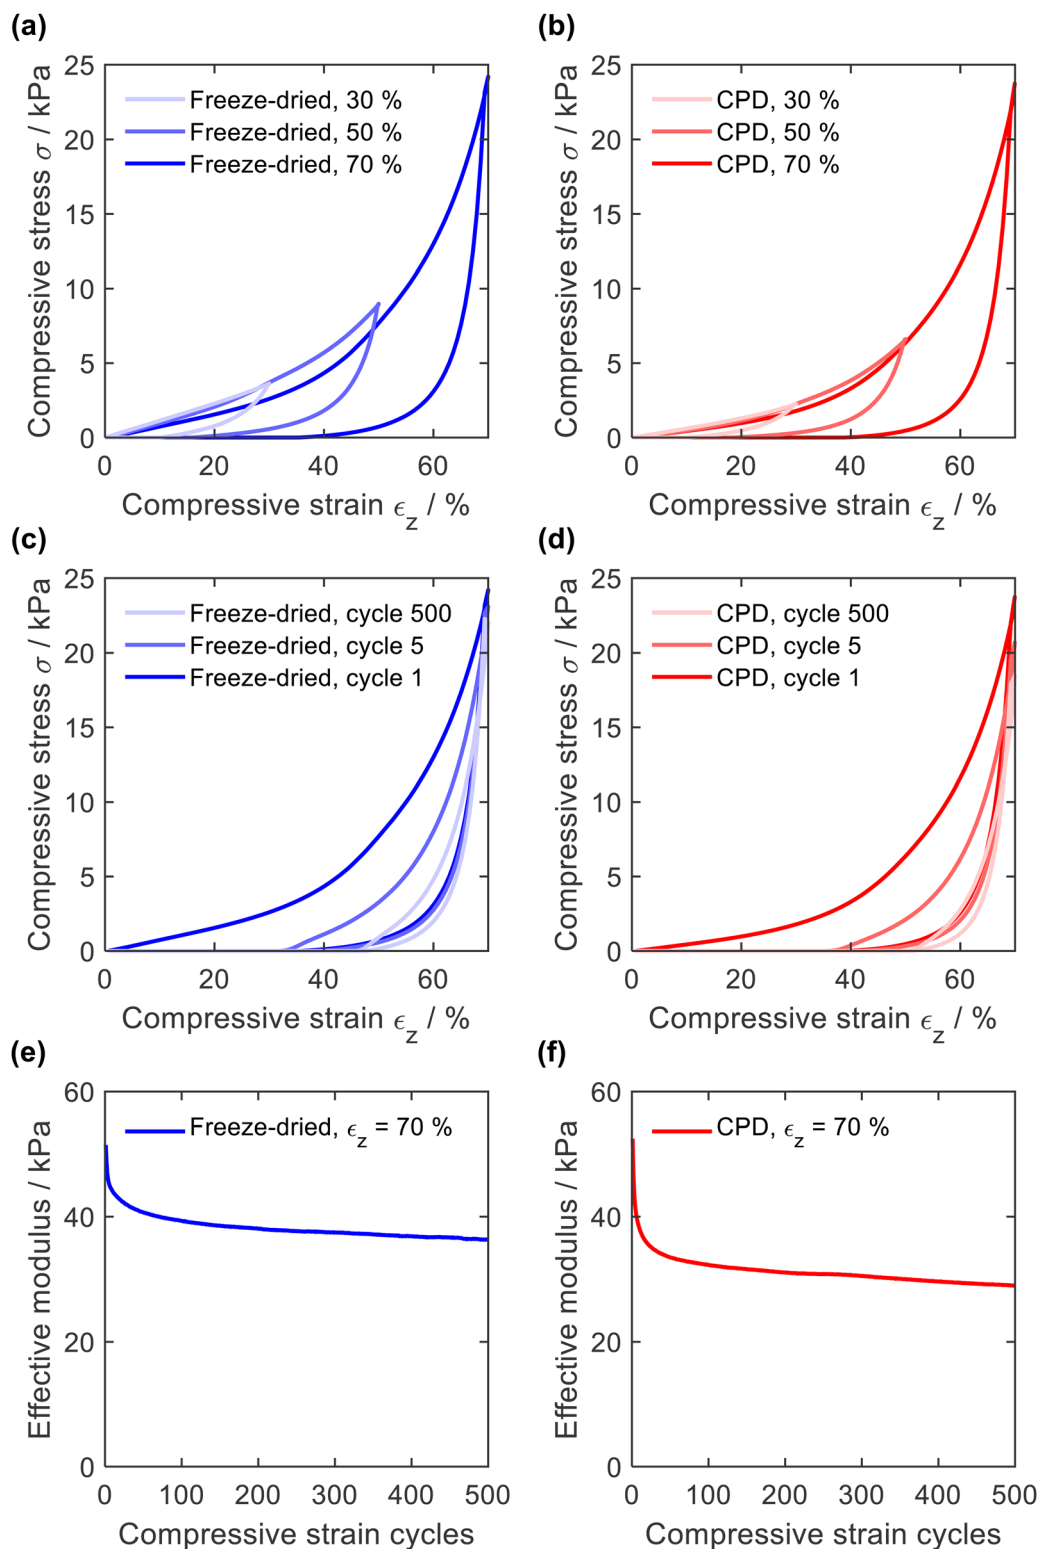 (a)
25
20
15
10
5
0
0 20 40 60
Compressive stress σ / kPa
Compressive strain ϵz / %
Freeze-dried, 30 %
Freeze-dried, 50 %
Freeze-dried, 70 %
(b)
25
20
15
10
5
0
0 20 40 60
Compressive stress σ / kPa
Compressive strain ϵz / %
CPD, 30 %
CPD, 50 %
CPD, 70 %
(c)
25
20
15
10
5
0
0 20 40 60
Compressive stress σ / kPa
Compressive strain ϵz / %
Freeze-dried, cycle 500
Freeze-dried, cycle 5
Freeze-dried, cycle 1
(d)
25
20
15
10
5
0
0 20 40 60
Compressive stress σ / kPa
Compressive strain ϵz / %
CPD, cycle 500
CPD, cycle 5
CPD, cycle 1
(e)
60
40
20
0
0 100 200 300 400 500
Effective modulus / kPa
Compressive strain cycles
Freeze-dried, ϵz = 70 %
(f)
60
40
20
0
0 100 200 300 400 500
Effective modulus / kPa
Compressive strain cycles
CPD, ϵz = 70 %